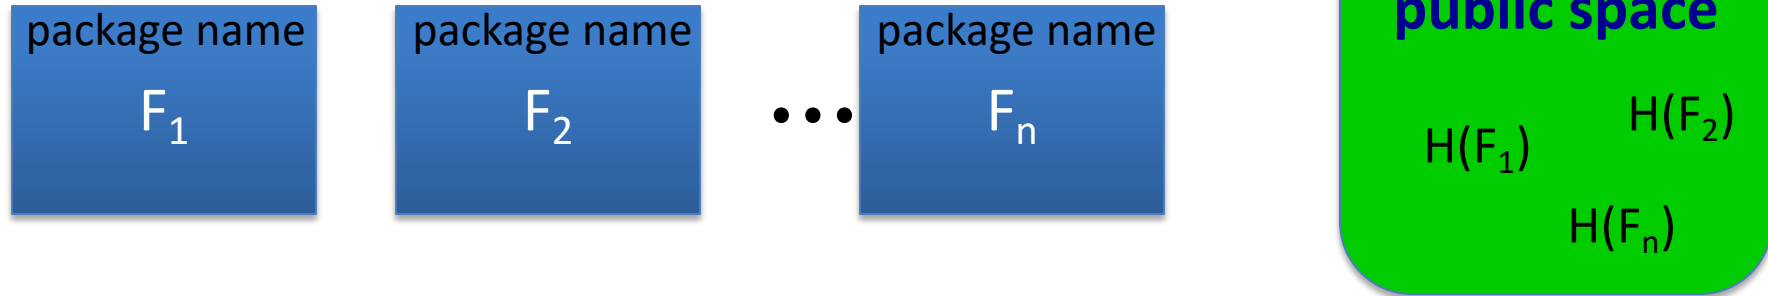 package name
F₁
package name
F₂
...
package name
Fₙ
public space
H(F₁)
H(F₂)
H(Fₙ)